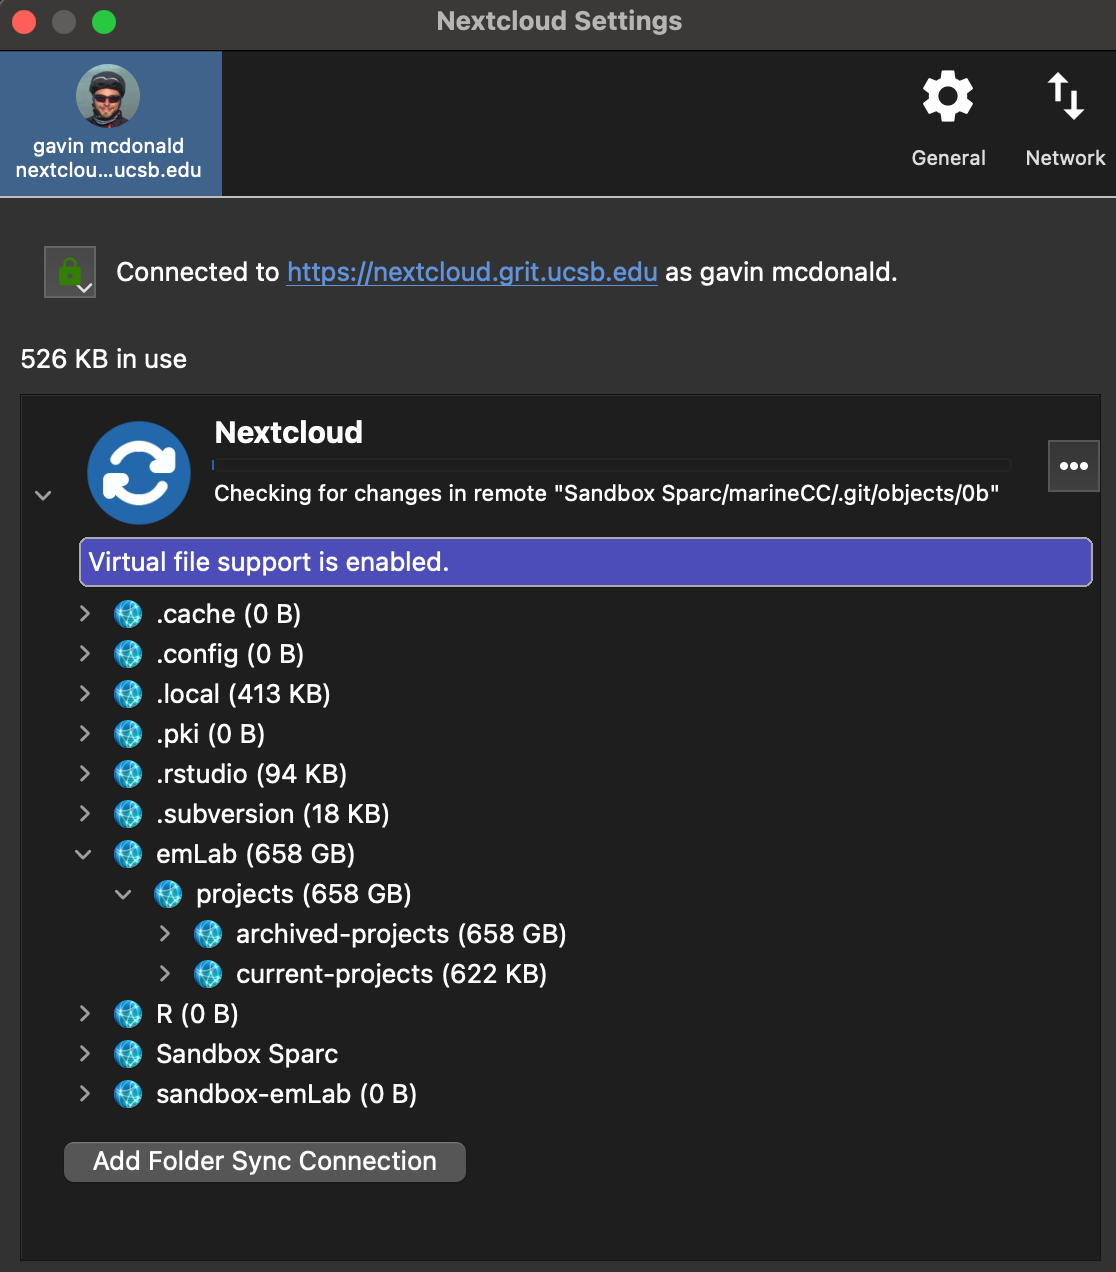 Nextcloud Settings
gavin mcdonald
nextclou...ucsb.edu
General
Network
Connected to https://nextcloud.grit.ucsb.edu as gavin mcdonald.
526 KB in use
Nextcloud
Checking for changes in remote "Sandbox Sparc/marineCC/.git/objects/0b"
Virtual file support is enabled.
.cache (0 B)
.config (0 B)
.local (413 KB)
.pki (0 B)
.rstudio (94 KB)
.subversion (18 KB)
emLab (658 GB)
projects (658 GB)
archived-projects (658 GB)
current-projects (622 KB)
R (0 B)
Sandbox Sparc
sandbox-emLab (0 B)
Add Folder Sync Connection